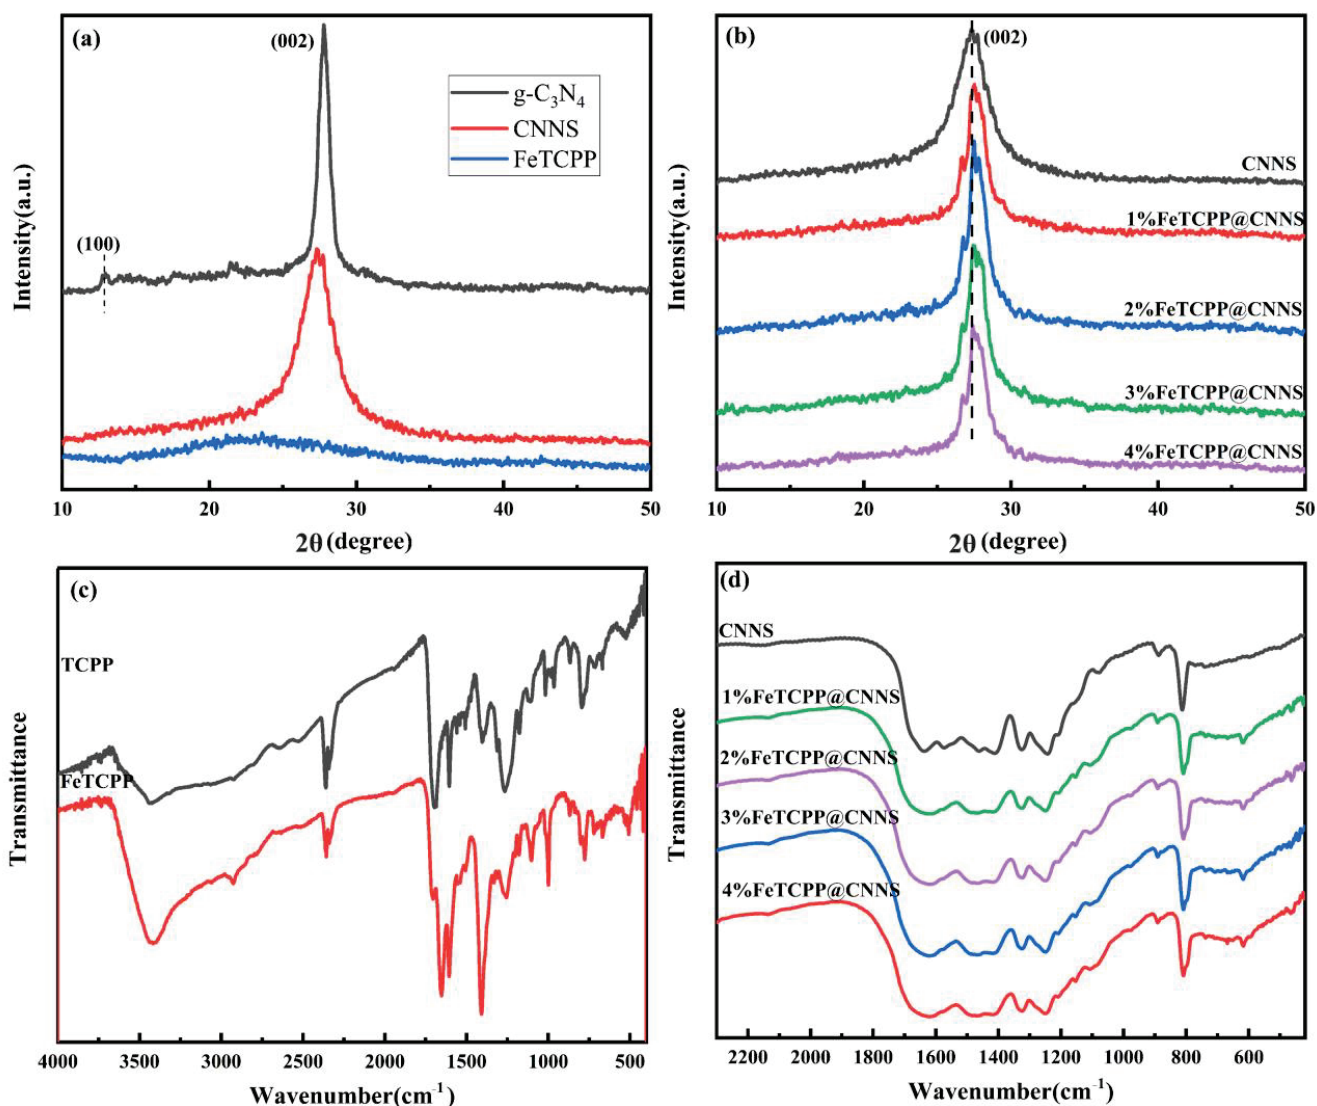 (a)
(002)
g-C₃N₄
CNNS
FeTCPP
(100)
Intensity(a.u.)
10
20
30
40
50
2θ (degree)
(b)
(002)
CNNS
1%FeTCPP@CNNS
2%FeTCPP@CNNS
3%FeTCPP@CNNS
4%FeTCPP@CNNS
Intensity(a.u.)
10
20
30
40
50
2θ (degree)
(c)
TCPP
FeTCPP
Transmittance
4000
3500
3000
2500
2000
1500
1000
500
Wavenumber(cm⁻¹)
(d)
CNNS
1%FeTCPP@CNNS
2%FeTCPP@CNNS
3%FeTCPP@CNNS
4%FeTCPP@CNNS
Transmittance
2200
2000
1800
1600
1400
1200
1000
800
600
Wavenumber(cm⁻¹)